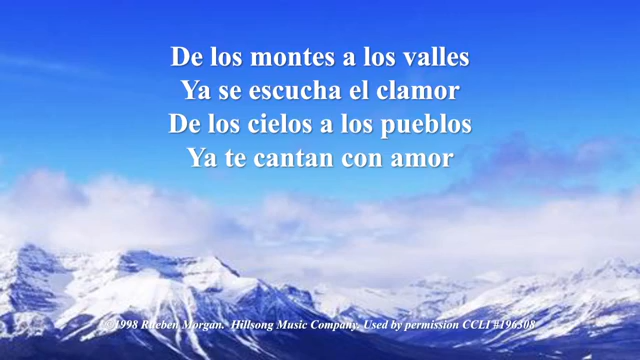 De los montes a los valles
Ya se escucha el clamor
De los cielos a los pueblos
Ya te cantan con amor
©1998 Rueben Morgan. Hillsong Music Company. Used by permission CCLI #196308